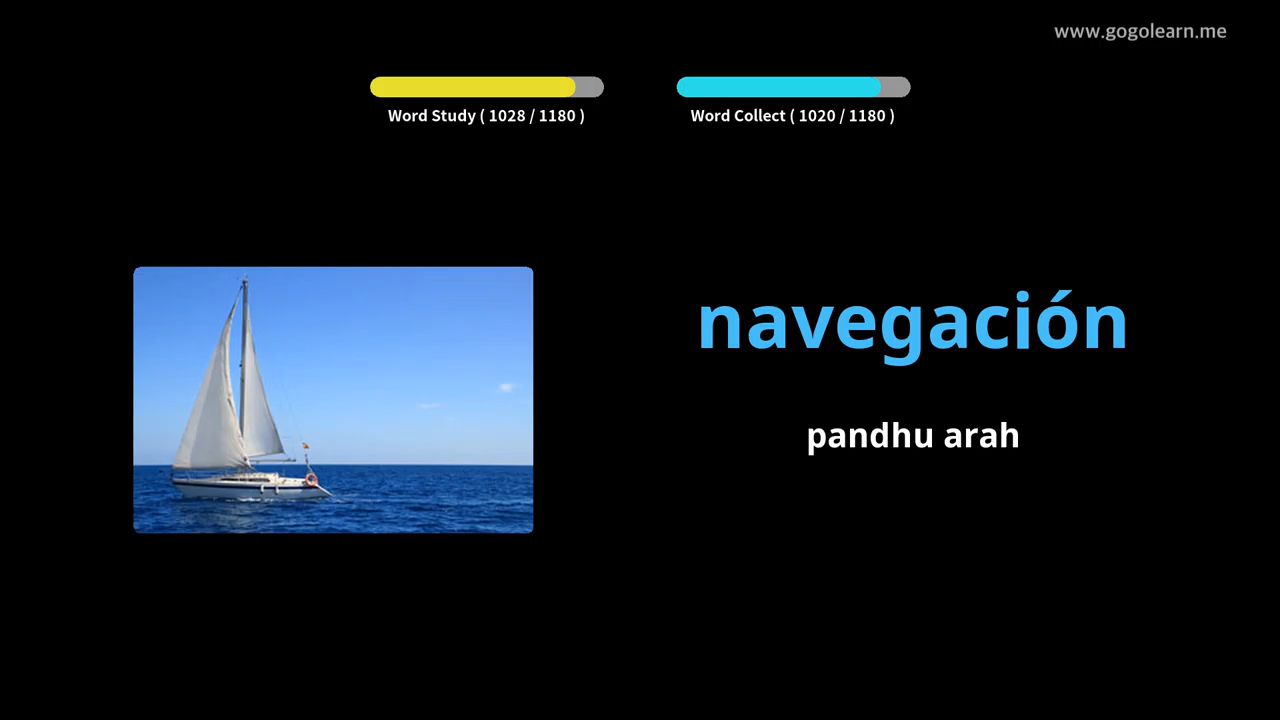 www.gogolearn.me
Word Study ( 1028 / 1180 )
Word Collect ( 1020 / 1180 )
navegación
pandhu arah